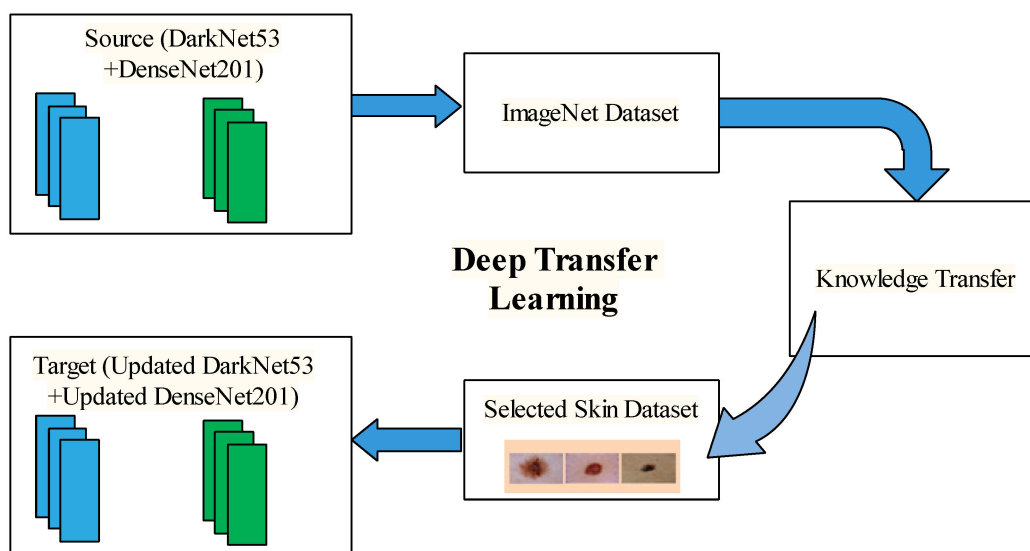 Source (DarkNet53
+DenseNet201)
ImageNet Dataset
Knowledge Transfer
Deep Transfer
Learning
Selected Skin Dataset
Target (Updated DarkNet53
+Updated DenseNet201)